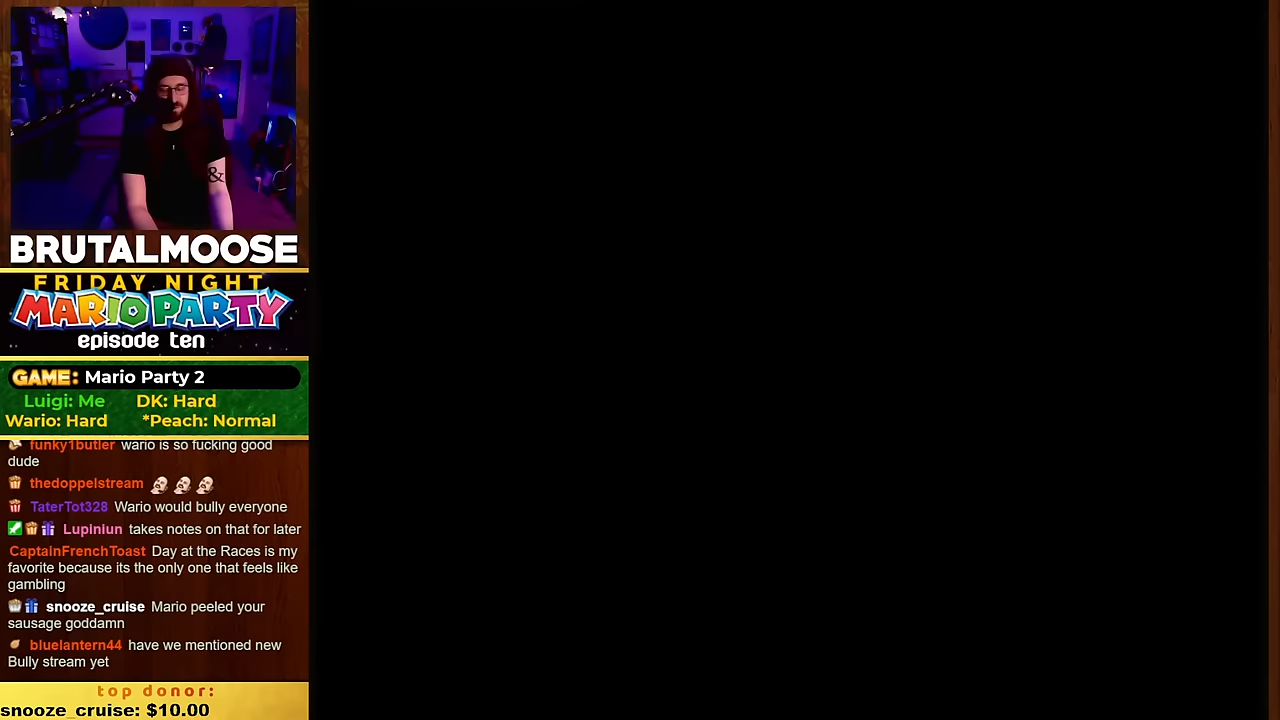 &
BRUTALMOOSE
FRIDAY NIGHT
MARIO PARTY
episode ten
GAME: Mario Party 2
Luigi: Me DK: Hard
Wario: Hard *Peach: Normal
funky1butler wario is so fucking good
dude
thedoppelstream
TaterTot328 Wario would bully everyone
Lupiniun takes notes on that for later
CaptainFrenchToast Day at the Races is my
favorite because its the only one that feels like
gambling
snooze_cruise Mario peeled your
sausage goddamn
bluelantern44 have we mentioned new
Bully stream yet
top donor:
snooze_cruise: $10.00